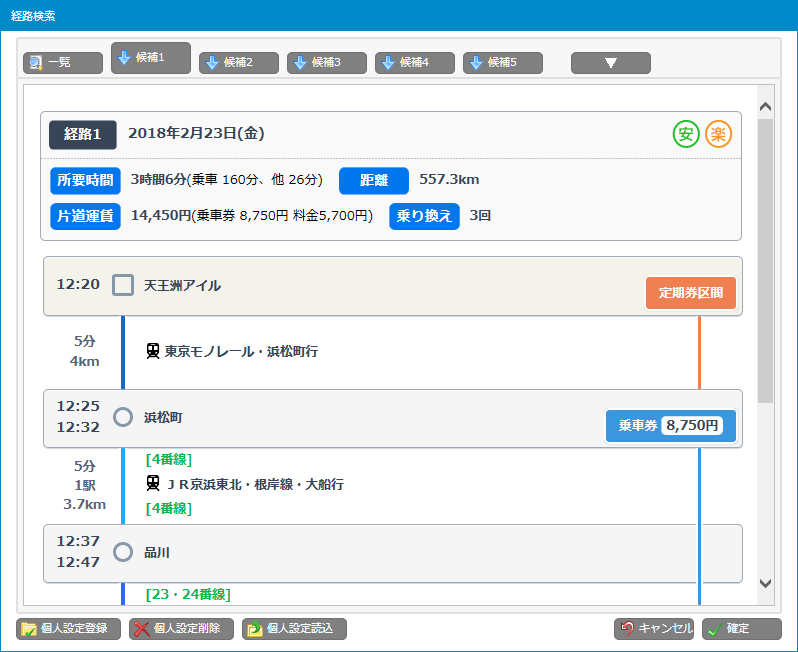 経路検索
一覧 候補1 候補2 候補3 候補4 候補5 ▼
経路1 2018年2月23日(金) 安 楽
所要時間 3時間6分(乗車 160分、他 26分) 距離 557.3km
片道運賃 14,450円(乗車券 8,750円 料金5,700円) 乗り換え 3回
12:20 天王洲アイル 定期券区間
5分
4km
東京モノレール・浜松町行
12:25
12:32
浜松町 乗車券 8,750円
[4番線]
5分
1駅
3.7km
ＪＲ京浜東北・根岸線・大船行
[4番線]
12:37
12:47
品川
[23・24番線]
個人設定登録 個人設定削除 個人設定読込 キャンセル 確定